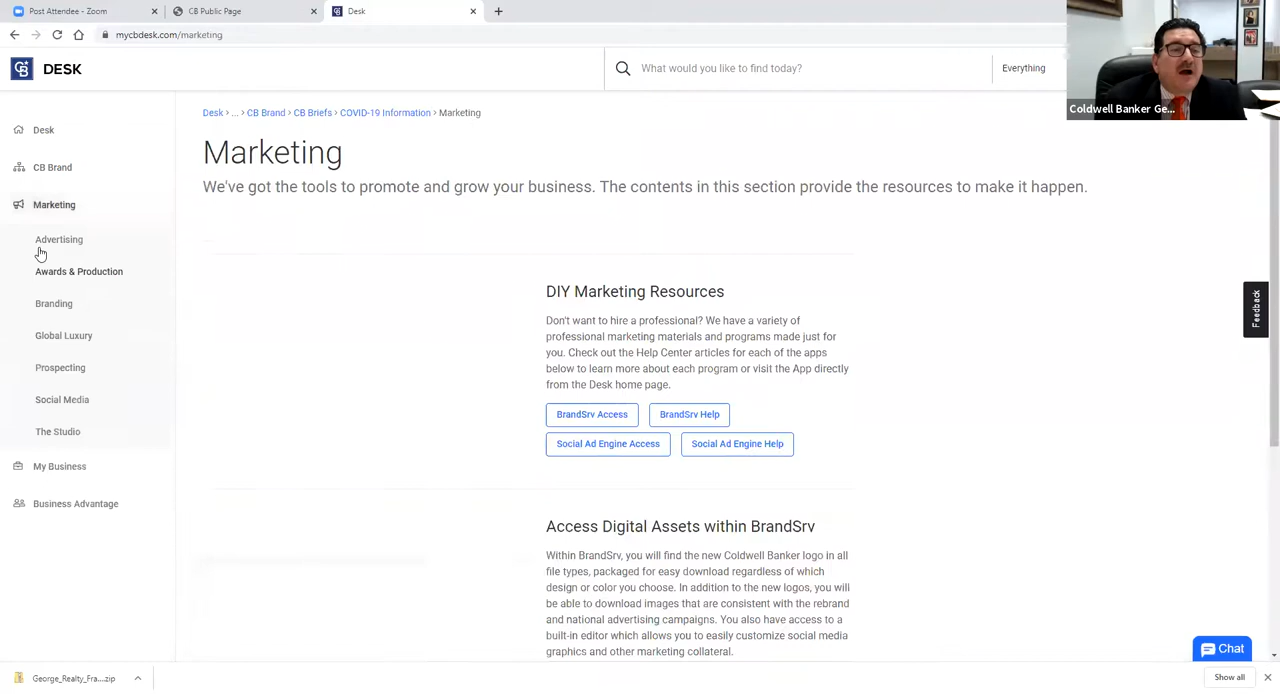 Post Attendee - Zoom
CB Public Page
Desk
mycbdesk.com/marketing
CB
DESK
What would you like to find today?
Everything
Coldwell Banker Ge...
Desk › ... › CB Brand › CB Briefs › COVID-19 Information › Marketing
Desk
CB Brand
Marketing
Advertising
Awards & Production
Branding
Global Luxury
Prospecting
Social Media
The Studio
My Business
Business Advantage
Marketing
We've got the tools to promote and grow your business. The contents in this section provide the resources to make it happen.
DIY Marketing Resources
Don't want to hire a professional? We have a variety of
professional marketing materials and programs made just for
you. Check out the Help Center articles for each of the apps
below to learn more about each program or visit the App directly
from the Desk home page.
BrandSrv Access
BrandSrv Help
Social Ad Engine Access
Social Ad Engine Help
Access Digital Assets within BrandSrv
Within BrandSrv, you will find the new Coldwell Banker logo in all
file types, packaged for easy download regardless of which
design or color you choose. In addition to the new logos, you will
be able to download images that are consistent with the rebrand
and national advertising campaigns. You also have access to a
built-in editor which allows you to easily customize social media
graphics and other marketing collateral.
Feedback
Chat
George_Realty_Fra....zip
Show all